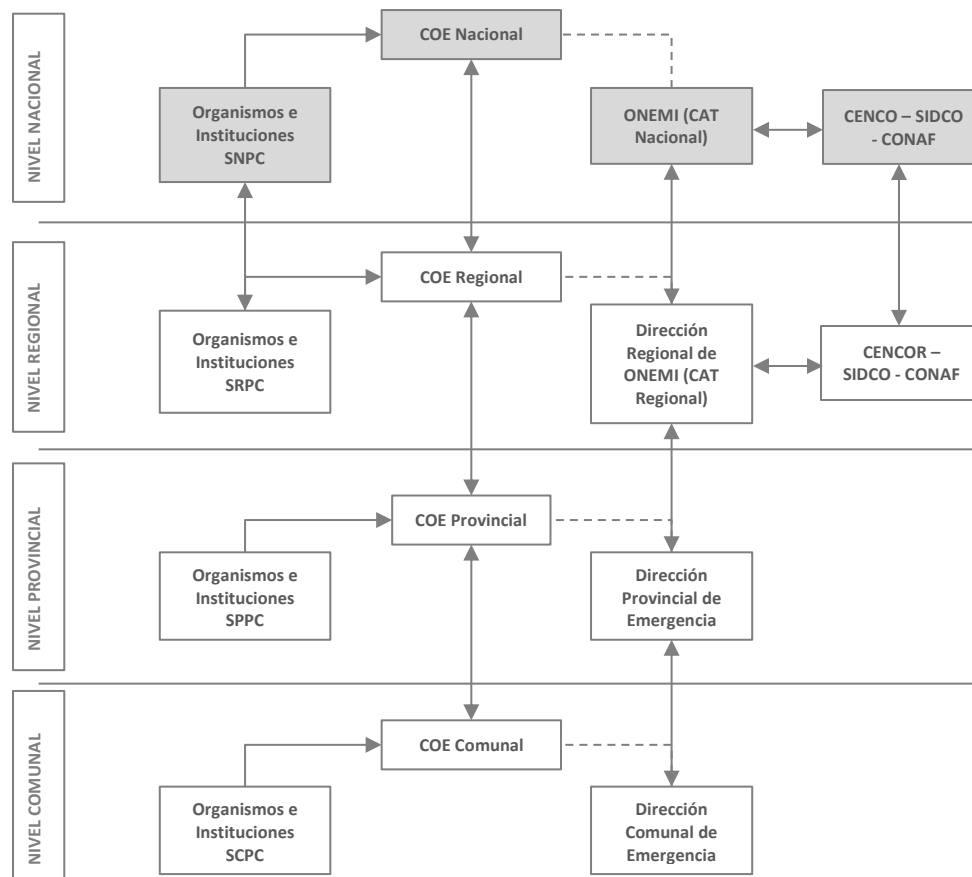 NIVEL NACIONAL
COE Nacional
Organismos e
Instituciones
SNPC
ONEMI (CAT
Nacional)
CENCO – SIDCO
- CONAF
NIVEL REGIONAL
COE Regional
Organismos e
Instituciones
SRPC
Dirección
Regional de
ONEMI (CAT
Regional)
CENCOR –
SIDCO - CONAF
NIVEL PROVINCIAL
COE Provincial
Organismos e
Instituciones
SPPC
Dirección
Provincial de
Emergencia
NIVEL COMUNAL
COE Comunal
Organismos e
Instituciones
SCPC
Dirección
Comunal de
Emergencia